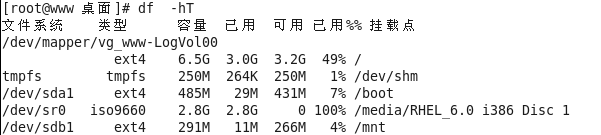 [root@www 桌面]# df  -hT
文件系统    类型      容量  已用  可用 已用%% 挂载点
/dev/mapper/vg_www-LogVol00
              ext4    6.5G  3.0G  3.2G  49% /
tmpfs        tmpfs    250M  264K  250M   1% /dev/shm
/dev/sda1     ext4    485M   29M  431M   7% /boot
/dev/sr0   iso9660    2.8G  2.8G     0 100% /media/RHEL_6.0 i386 Disc 1
/dev/sdb1     ext4    291M   11M  266M   4% /mnt